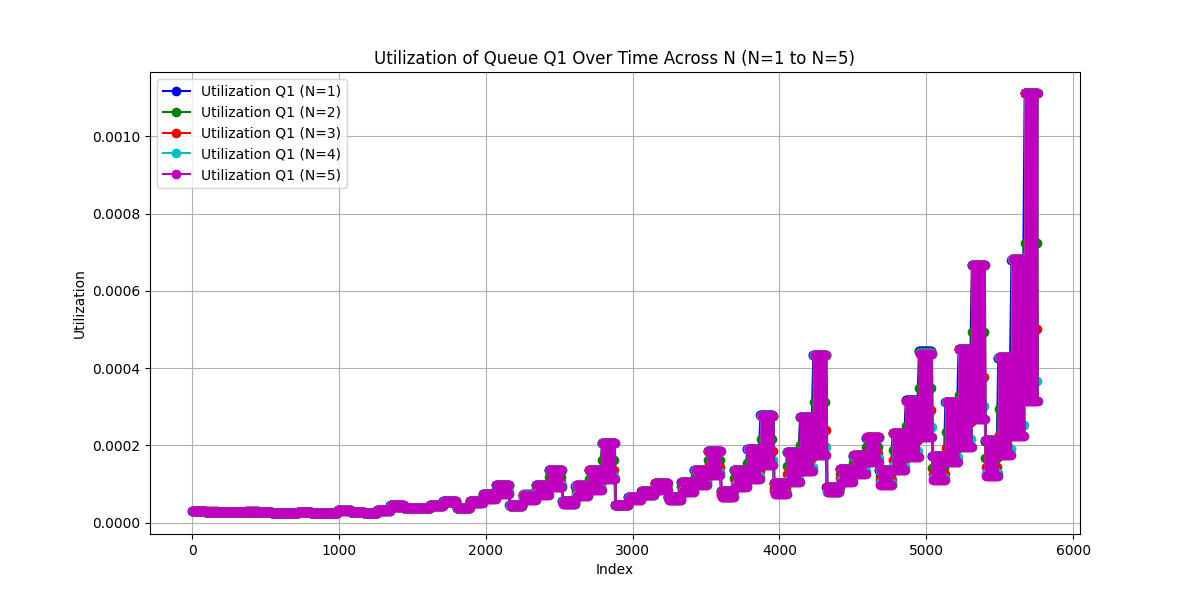 Utilization of Queue Q1 Over Time Across N (N=1 to N=5)
Utilization Q1 (N=1)
Utilization Q1 (N=2)
Utilization Q1 (N=3)
Utilization Q1 (N=4)
Utilization Q1 (N=5)
Utilization
0.0010
0.0008
0.0006
0.0004
0.0002
0.0000
0 1000 2000 3000 4000 5000 6000
Index